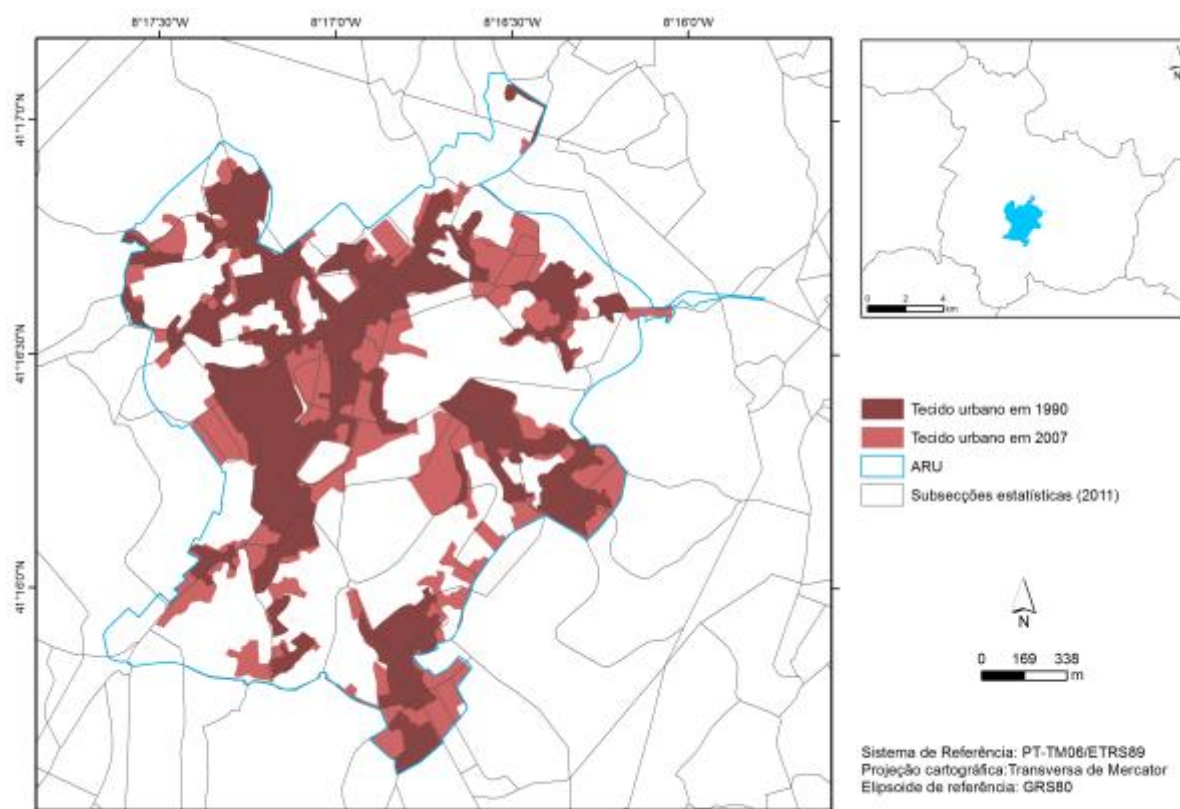 8°17'30"W 8°17'0"W 8°16'30"W 8°16'0"W
41°17'0"N
41°16'30"N
41°16'0"N
N
0 2 4
km
Tecido urbano em 1990
Tecido urbano em 2007
ARU
Subsecções estatísticas (2011)
N
0 169 338
m
Sistema de Referência: PT-TM06/ETRS89
Projeção cartográfica:Transversa de Mercator
Elipsoide de referência: GRS80